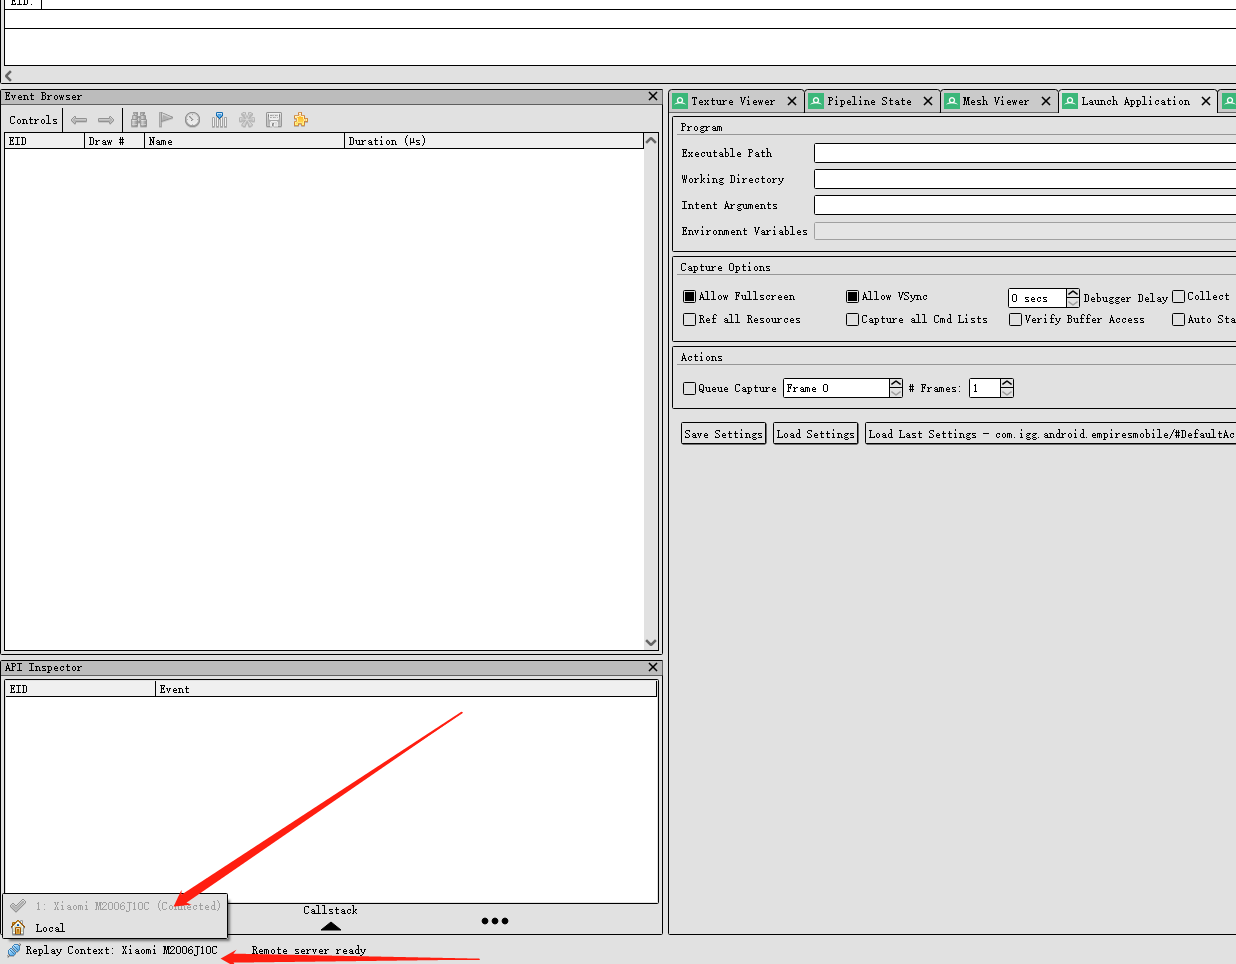 EID:
Event Browser
Controls
EID Draw # Name Duration (μs)
Texture Viewer Pipeline State Mesh Viewer Launch Application
Program
Executable Path
Working Directory
Intent Arguments
Environment Variables
Capture Options
Allow Fullscreen Allow VSync 0 secs Debugger Delay Collect
Ref all Resources Capture all Cmd Lists Verify Buffer Access Auto Sta
Actions
Queue Capture Frame 0 # Frames: 1
Save Settings Load Settings Load Last Settings - com.igg.android.empiresmobile/#DefaultAc
API Inspector
EID Event
1: Xiaomi M2006J10C (Connected)
Local
Callstack
Replay Context: Xiaomi M2006J10C Remote server ready